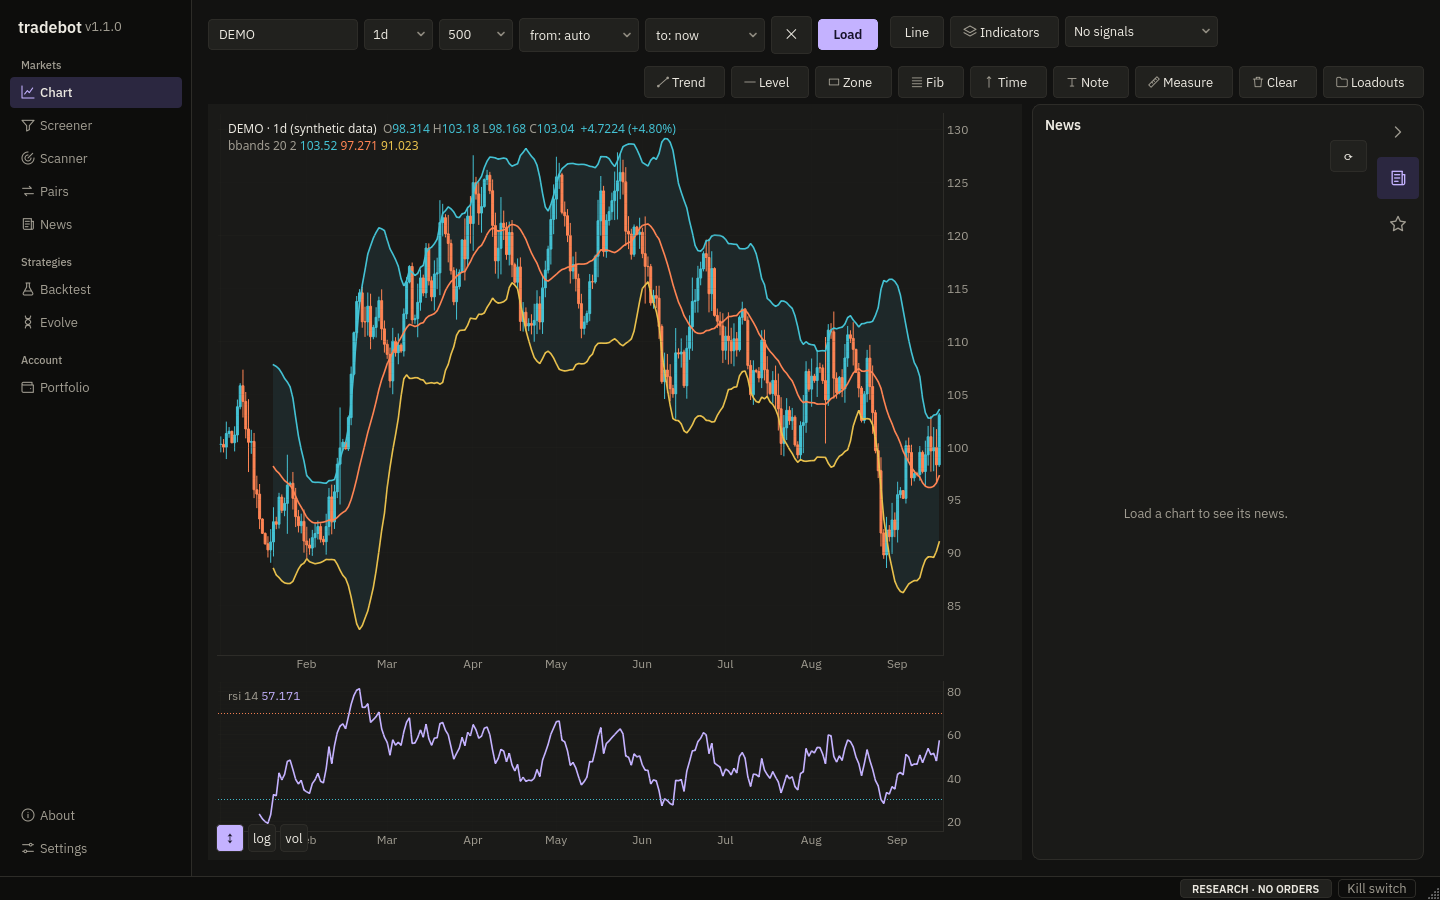 tradebot v1.1.0
Markets
Chart
Screener
Scanner
Pairs
News
Strategies
Backtest
Evolve
Account
Portfolio
About
Settings
DEMO 1d 500 from: auto to: now Load Line Indicators No signals
Trend Level Zone Fib Time Note Measure Clear Loadouts
DEMO · 1d (synthetic data) O98.314 H103.18 L98.168 C103.04 +4.7224 (+4.80%)
bbands 20 2 103.52 97.271 91.023
130
125
120
115
110
105
100
95
90
85
Feb Mar Apr May Jun Jul Aug Sep
rsi 14 57.171
80
60
40
20
log vol
eb Mar Apr May Jun Jul Aug Sep
News
Load a chart to see its news.
RESEARCH · NO ORDERS Kill switch